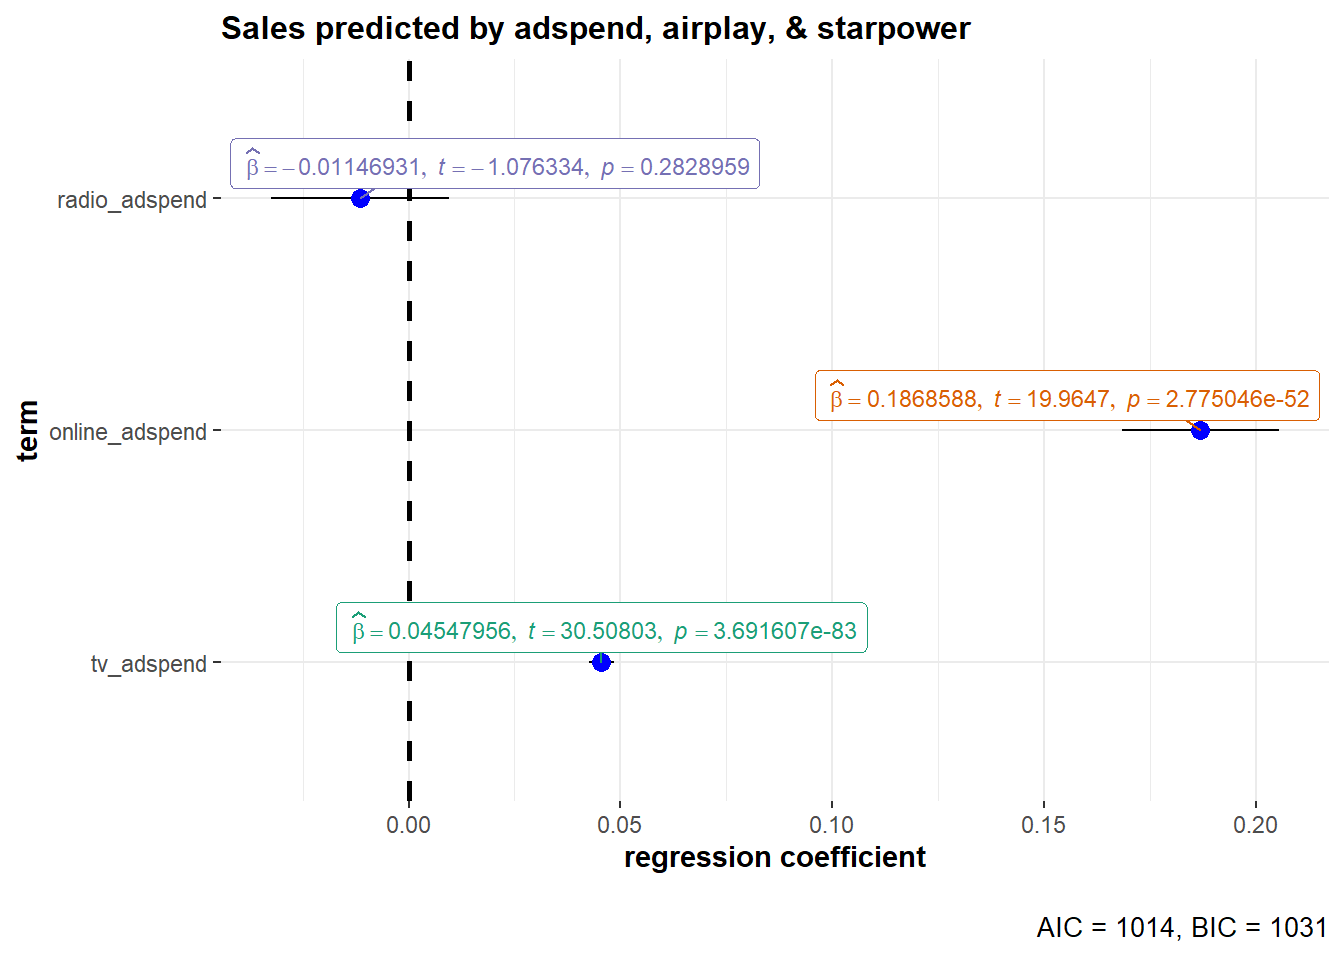 Sales predicted by adspend, airplay, & starpower
β̂ = −0.01146931, t = −1.076334, p = 0.2828959
radio_adspend
β̂ = 0.1868588, t = 19.9647, p = 2.775046e-52
online_adspend
term
β̂ = 0.04547956, t = 30.50803, p = 3.691607e-83
tv_adspend
0.00 0.05 0.10 0.15 0.20
regression coefficient
AIC = 1014, BIC = 1031